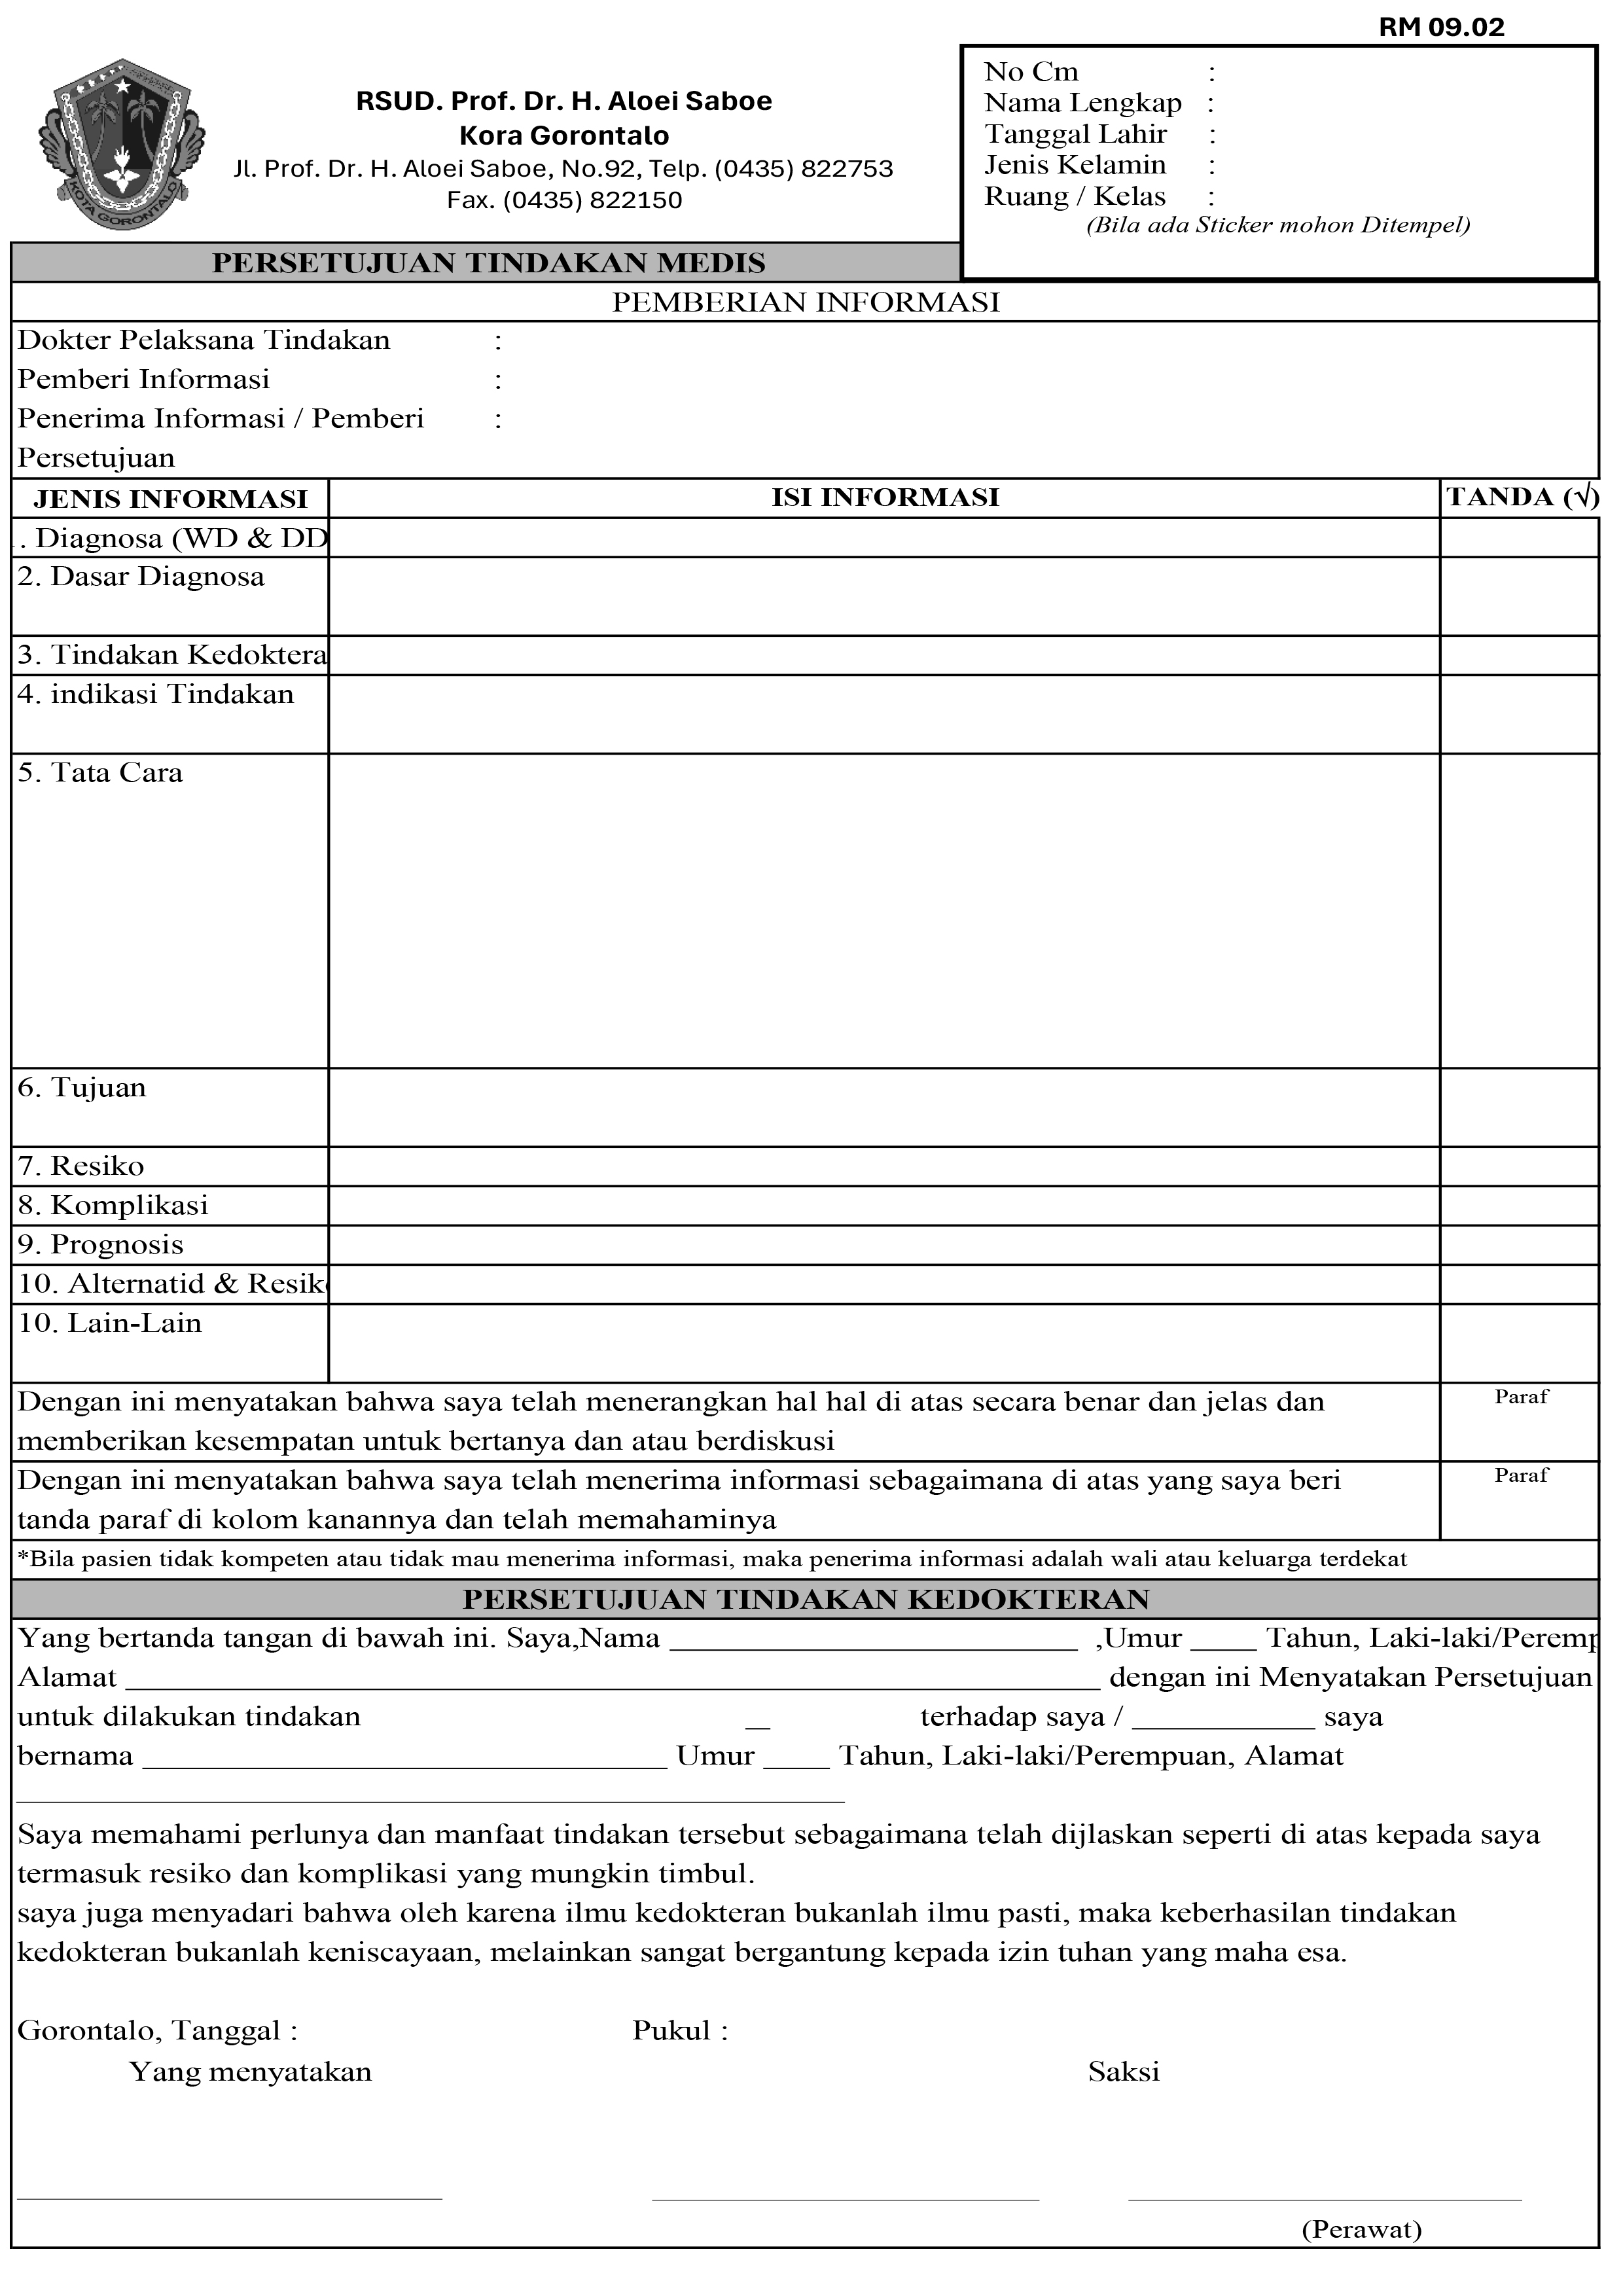 RM 09.02
RSUD. Prof. Dr. H. Aloei Saboe
Kora Gorontalo
Jl. Prof. Dr. H. Aloei Saboe, No.92, Telp. (0435) 822753
Fax. (0435) 822150
KOTA GORONTALO
No Cm :
Nama Lengkap :
Tanggal Lahir :
Jenis Kelamin :
Ruang / Kelas :
(Bila ada Sticker mohon Ditempel)
PERSETUJUAN TINDAKAN MEDIS
PEMBERIAN INFORMASI
Dokter Pelaksana Tindakan :
Pemberi Informasi :
Penerima Informasi / Pemberi :
Persetujuan
JENIS INFORMASI ISI INFORMASI TANDA (√)
. Diagnosa (WD & DD
2. Dasar Diagnosa
3. Tindakan Kedoktera
4. indikasi Tindakan
5. Tata Cara
6. Tujuan
7. Resiko
8. Komplikasi
9. Prognosis
10. Alternatid & Resik
10. Lain-Lain
Dengan ini menyatakan bahwa saya telah menerangkan hal hal di atas secara benar dan jelas dan Paraf
memberikan kesempatan untuk bertanya dan atau berdiskusi
Dengan ini menyatakan bahwa saya telah menerima informasi sebagaimana di atas yang saya beri Paraf
tanda paraf di kolom kanannya dan telah memahaminya
*Bila pasien tidak kompeten atau tidak mau menerima informasi, maka penerima informasi adalah wali atau keluarga terdekat
PERSETUJUAN TINDAKAN KEDOKTERAN
Yang bertanda tangan di bawah ini. Saya,Nama ____ ,Umur ____ Tahun, Laki-laki/Peremp
Alamat ____ dengan ini Menyatakan Persetujuan
untuk dilakukan tindakan _ terhadap saya / ____ saya
bernama ____ Umur ____ Tahun, Laki-laki/Perempuan, Alamat
____
Saya memahami perlunya dan manfaat tindakan tersebut sebagaimana telah dijlaskan seperti di atas kepada saya
termasuk resiko dan komplikasi yang mungkin timbul.
saya juga menyadari bahwa oleh karena ilmu kedokteran bukanlah ilmu pasti, maka keberhasilan tindakan
kedokteran bukanlah keniscayaan, melainkan sangat bergantung kepada izin tuhan yang maha esa.
Gorontalo, Tanggal : Pukul :
Yang menyatakan Saksi
(Perawat)